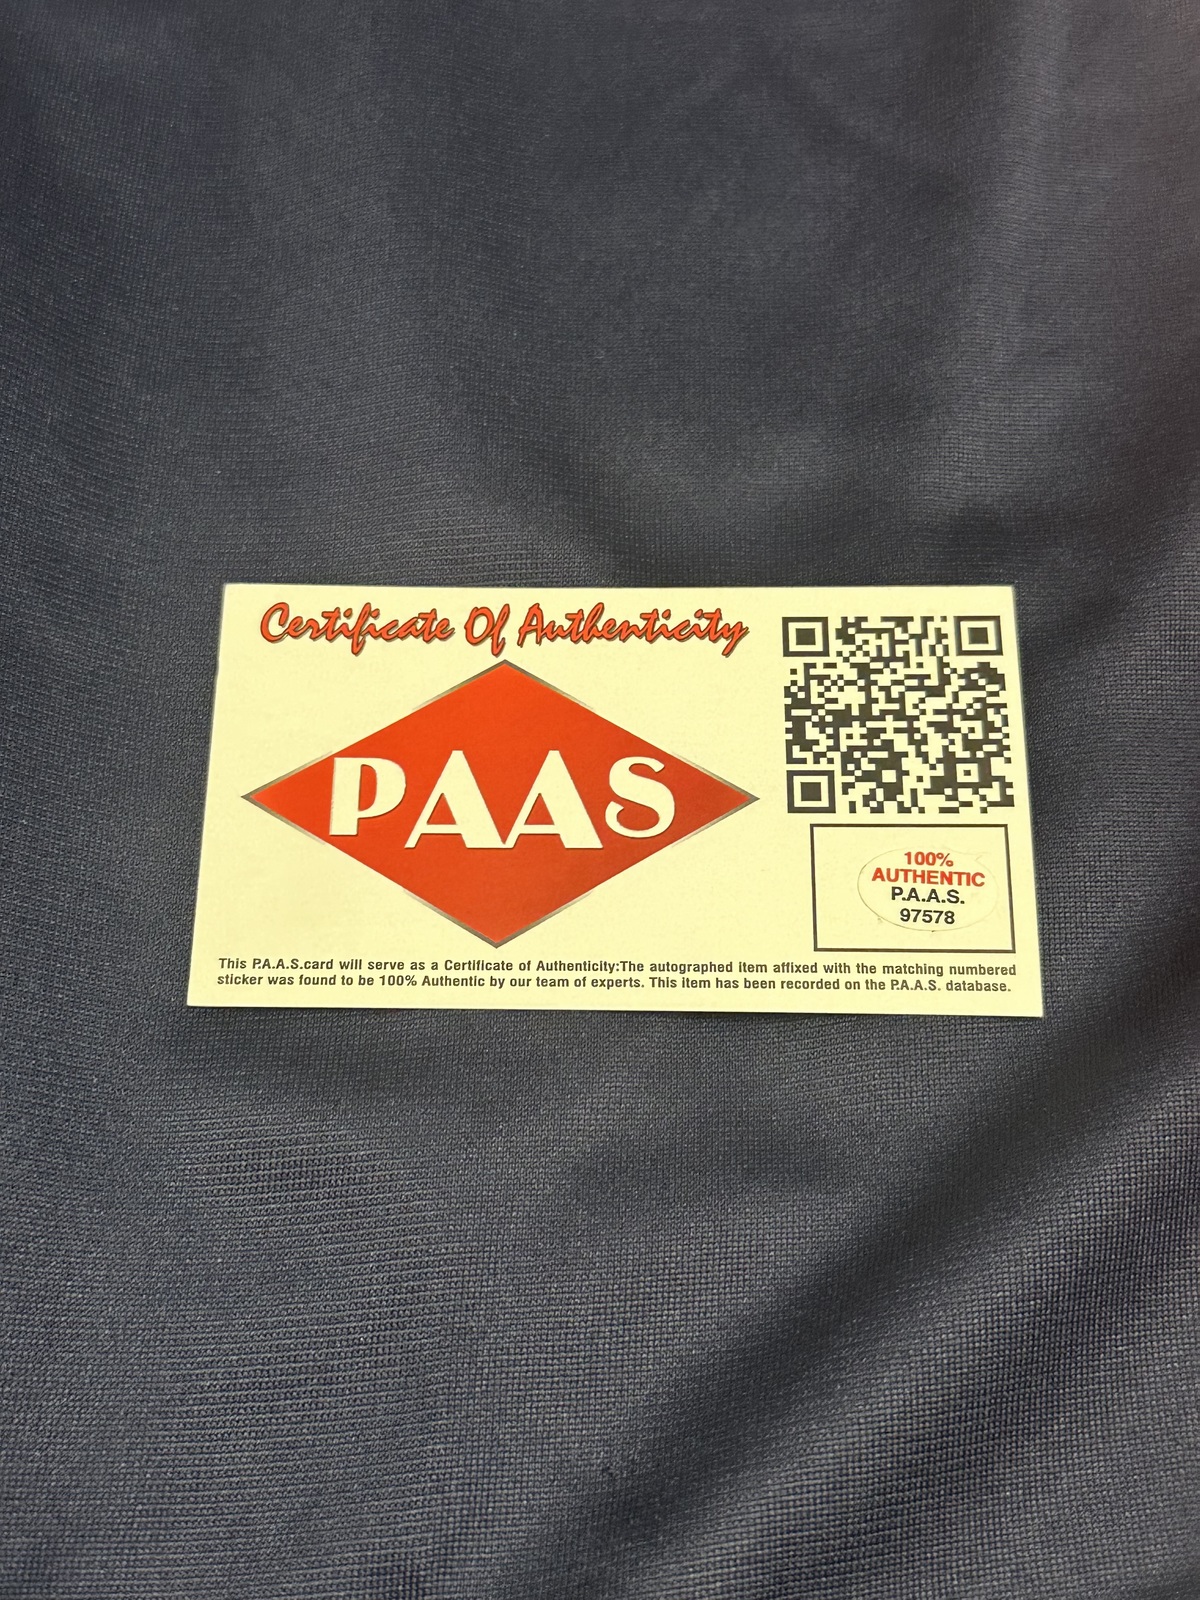 Certificate Of Authenticity
PAAS
100%
AUTHENTIC
P.A.A.S.
97578
This P.A.A.S.card will serve as a Certificate of Authenticity:The autographed item affixed with the matching numbered
sticker was found to be 100% Authentic by our team of experts. This item has been recorded on the P.A.A.S. database.